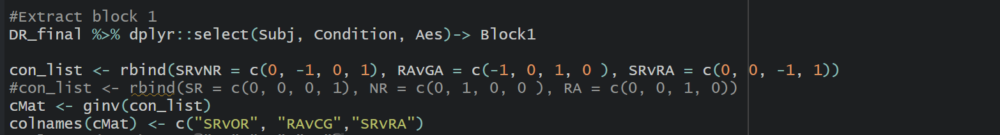 #Extract block 1
DR_final %>% dplyr::select(Subj, Condition, Aes)-> Block1
con_list <- rbind(SRvNR = c(0, -1, 0, 1), RAvGA = c(-1, 0, 1, 0 ), SRvRA = c(0, 0, -1, 1))
#con_list <- rbind(SR = c(0, 0, 0, 1), NR = c(0, 1, 0, 0 ), RA = c(0, 0, 1, 0))
cMat <- ginv(con_list)
colnames(cMat) <- c("SRvOR", "RAvCG","SRvRA")